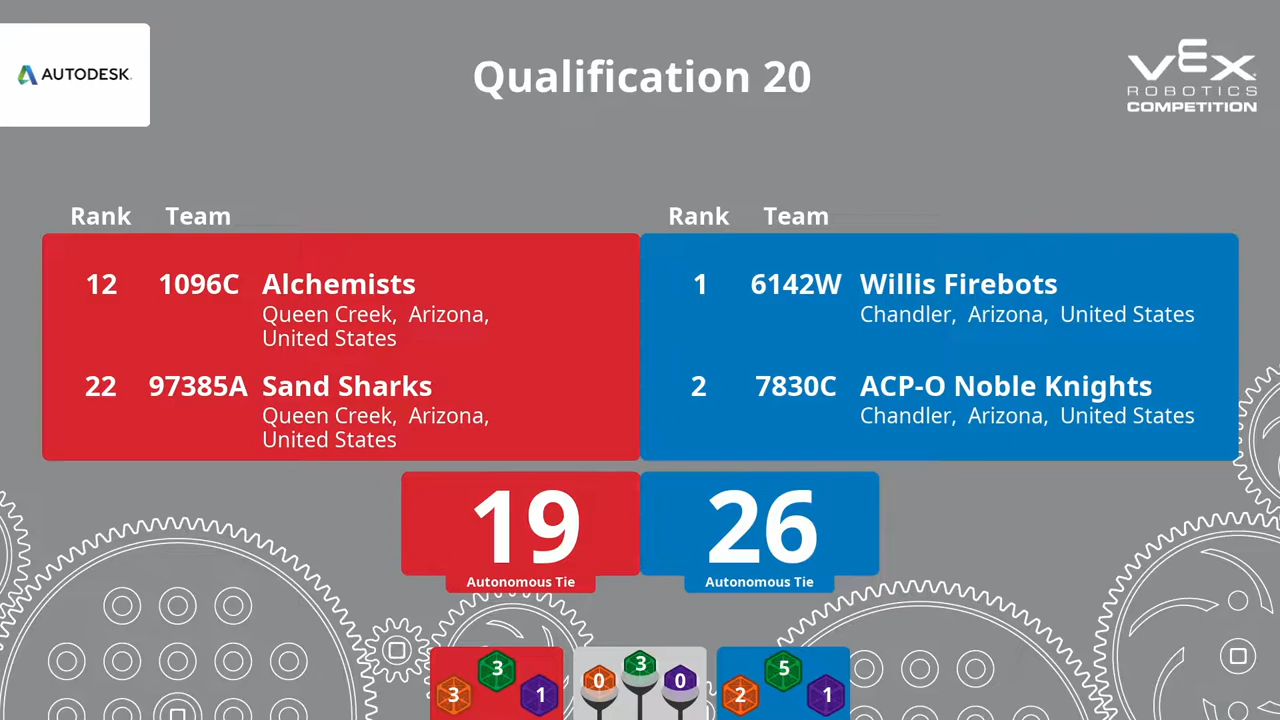 AUTODESK
Qualification 20
VEX
ROBOTICS
COMPETITION
Rank Team
12 1096C Alchemists
Queen Creek, Arizona,
United States
22 97385A Sand Sharks
Queen Creek, Arizona,
United States
Rank Team
1 6142W Willis Firebots
Chandler, Arizona, United States
2 7830C ACP-O Noble Knights
Chandler, Arizona, United States
19
Autonomous Tie
26
Autonomous Tie
3 3 1
0 3 0
2 5 1